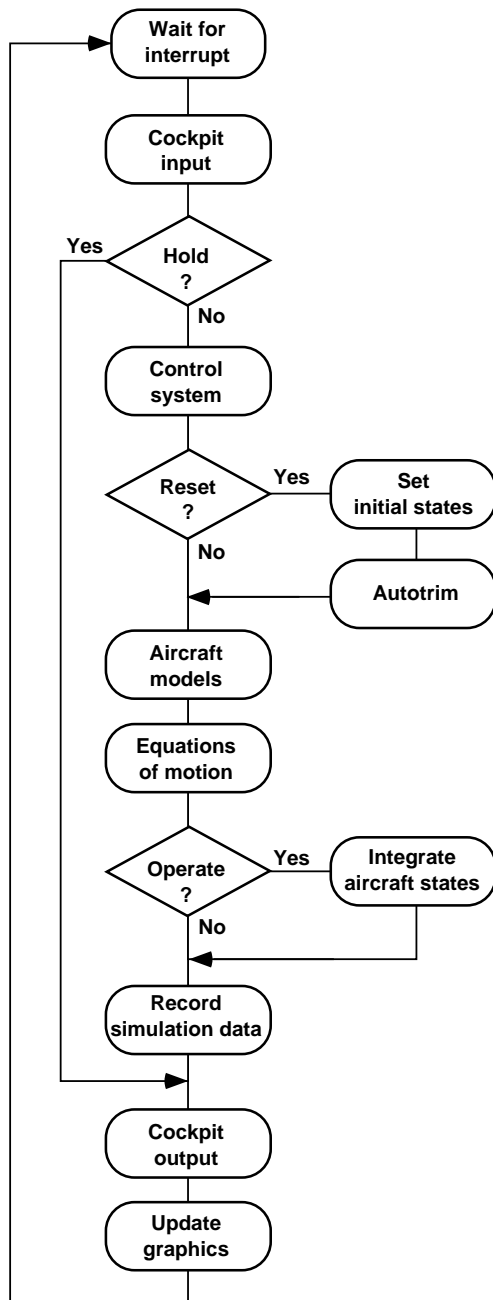 Wait for
interrupt
Cockpit
input
Yes
Hold
?
No
Control
system
Reset
?
Yes
Set
initial states
No
Autotrim
Aircraft
models
Equations
of motion
Operate
?
Yes
Integrate
aircraft states
No
Record
simulation data
Cockpit
output
Update
graphics